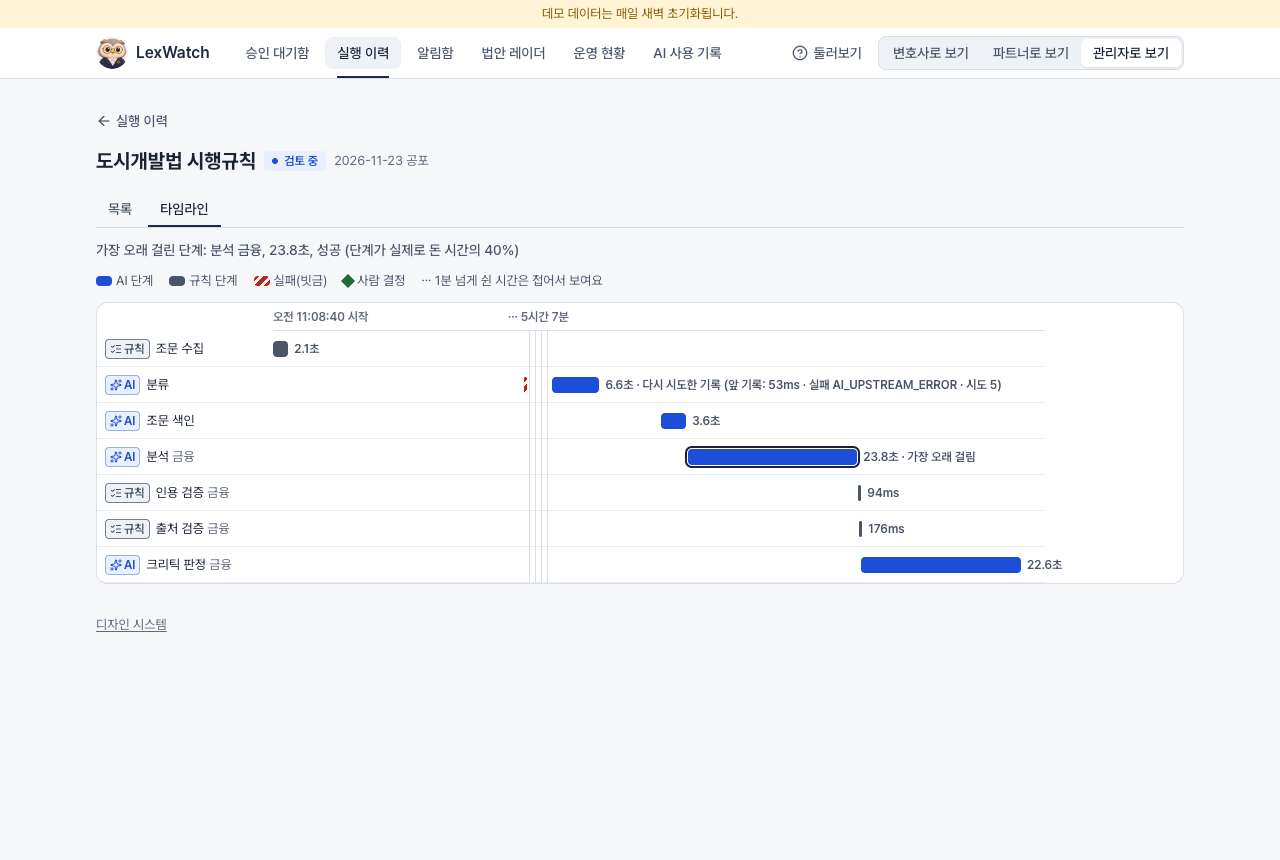 데모 데이터는 매일 새벽 초기화됩니다.
LexWatch 승인 대기함 실행 이력 알림함 법안 레이더 운영 현황 AI 사용 기록 둘러보기 변호사로 보기 파트너로 보기 관리자로 보기
← 실행 이력
도시개발법 시행규칙 검토 중 2026-11-23 공포
목록 타임라인
가장 오래 걸린 단계: 분석 금융, 23.8초, 성공 (단계가 실제로 돈 시간의 40%)
AI 단계 규칙 단계 실패(빗금) 사람 결정 ··· 1분 넘게 쉰 시간은 접어서 보여요
오전 11:08:40 시작 ··· 5시간 7분
규칙 조문 수집 2.1초
AI 분류 6.6초 · 다시 시도한 기록 (앞 기록: 53ms · 실패 AI_UPSTREAM_ERROR · 시도 5)
AI 조문 색인 3.6초
AI 분석 금융 23.8초 · 가장 오래 걸림
규칙 인용 검증 금융 94ms
규칙 출처 검증 금융 176ms
AI 크리틱 판정 금융 22.6초
디자인 시스템